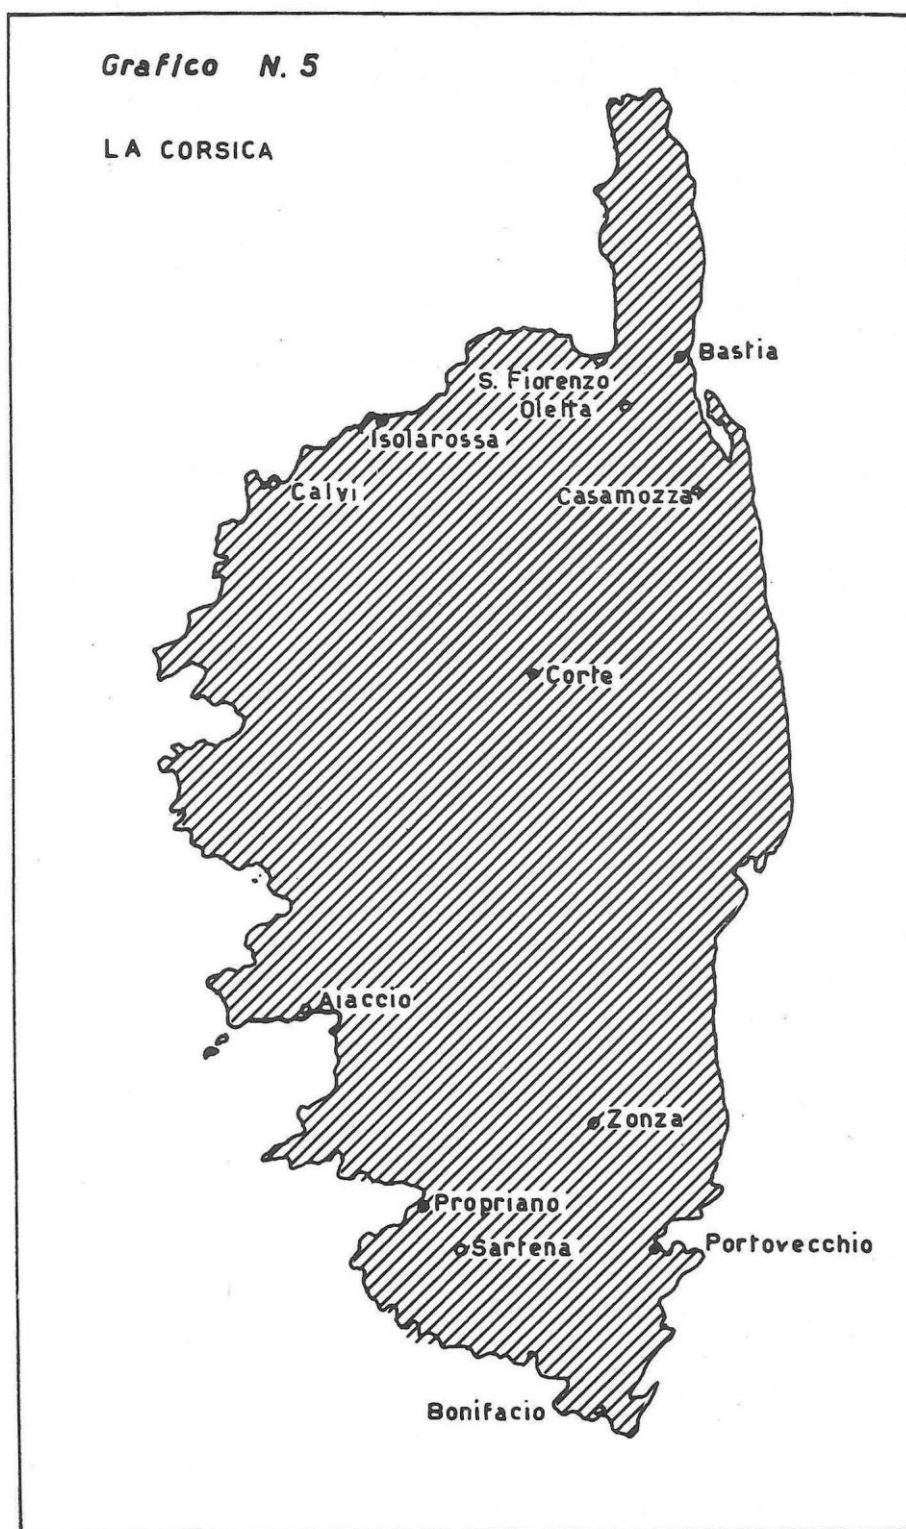 Grafico N. 5
LA CORSICA
Bastia
S. Fiorenzo
Oletta
Isolarossa
Calvi
Casamozza
Corte
Aiaccio
Zonza
Propriano
Sartena
Portovecchio
Bonifacio